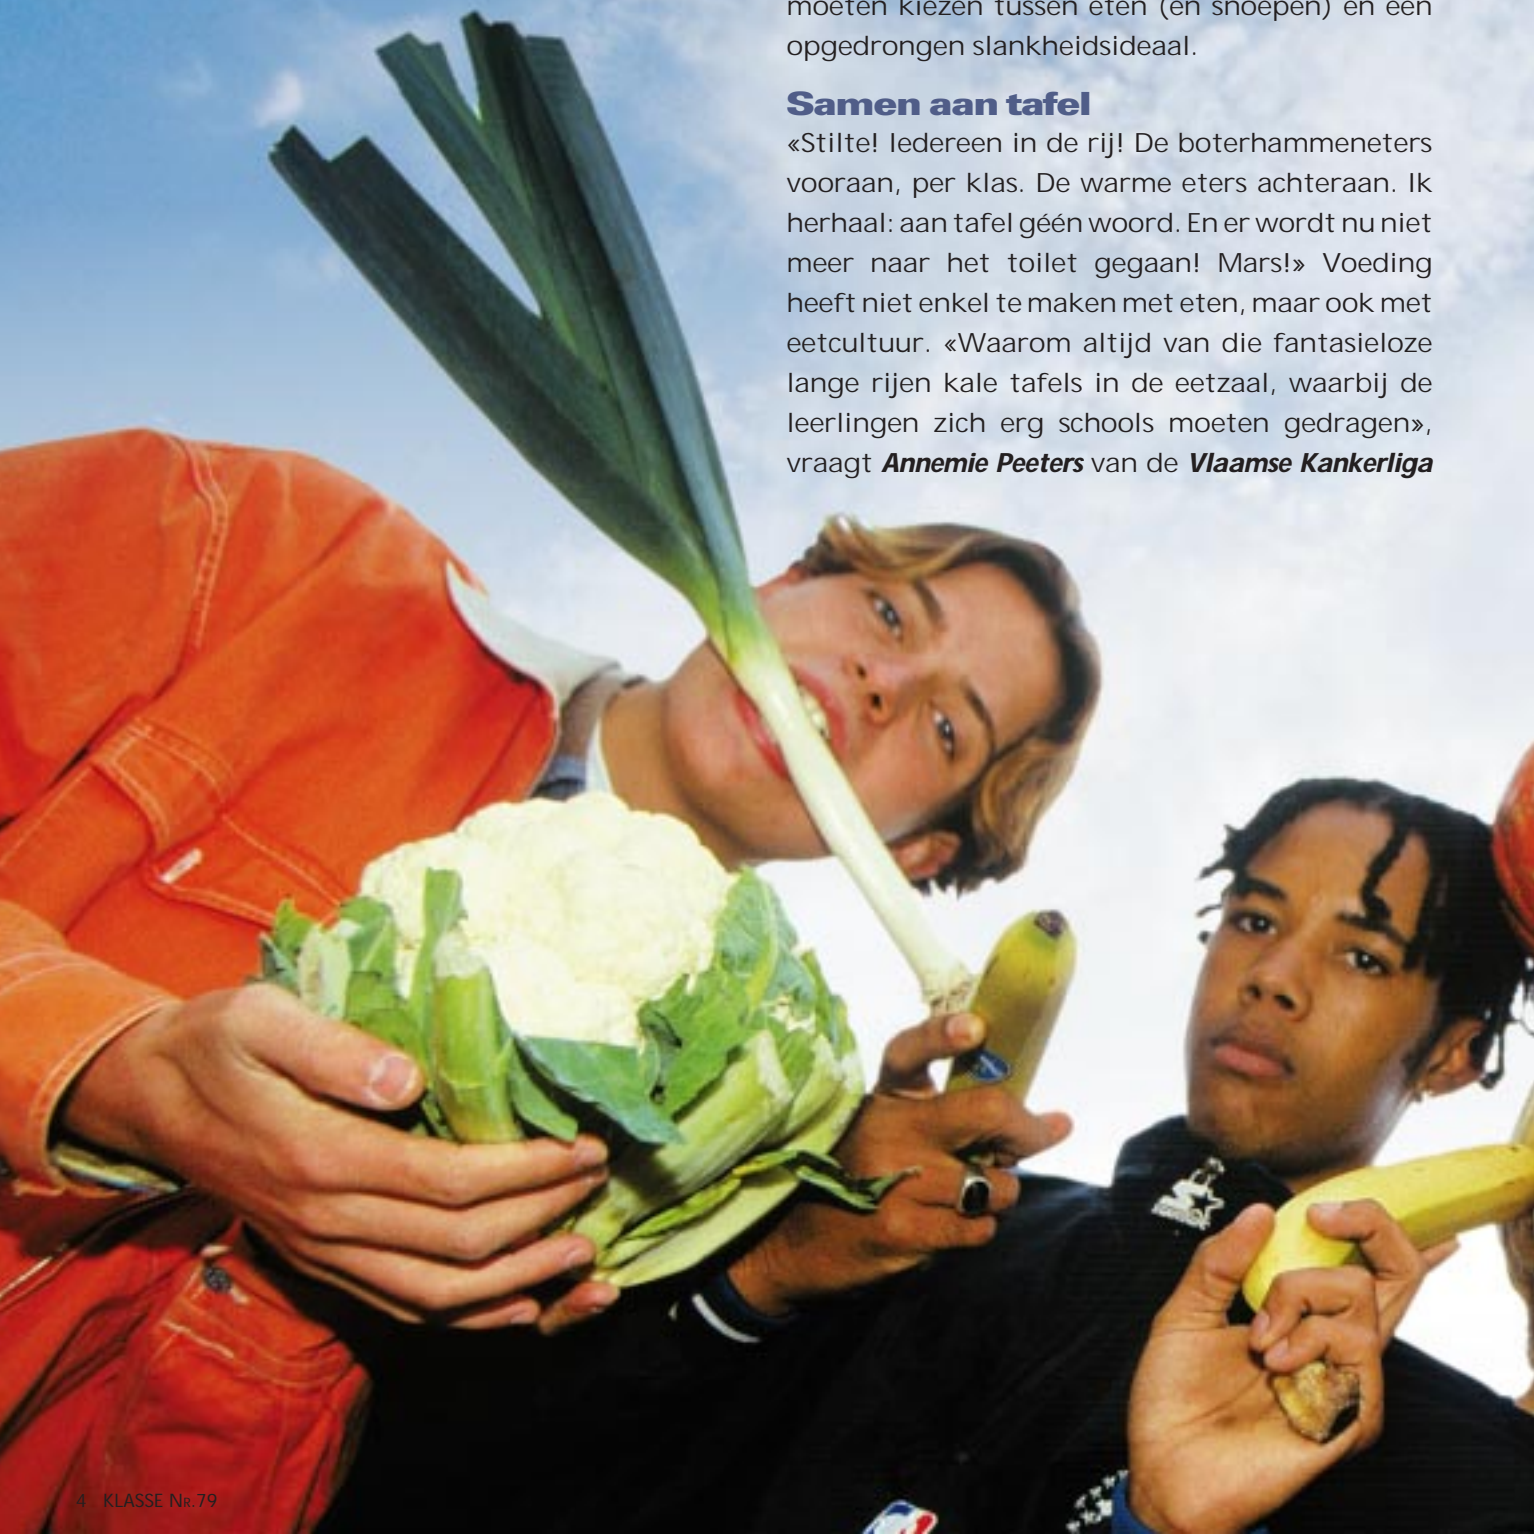 moeten kiezen tussen eten (en snoepen) en een
opgedrongen slankheidsideaal.
Samen aan tafel
«Stilte! Iedereen in de rij! De boterhammeneters
vooraan, per klas. De warme eters achteraan. Ik
herhaal: aan tafel géén woord. En er wordt nu niet
meer naar het toilet gegaan! Mars!» Voeding
heeft niet enkel te maken met eten, maar ook met
eetcultuur. «Waarom altijd van die fantasieloze
lange rijen kale tafels in de eetzaal, waarbij de
leerlingen zich erg schools moeten gedragen»,
vraagt Annemie Peeters van de Vlaamse Kankerliga
4 KLASSE NR.79